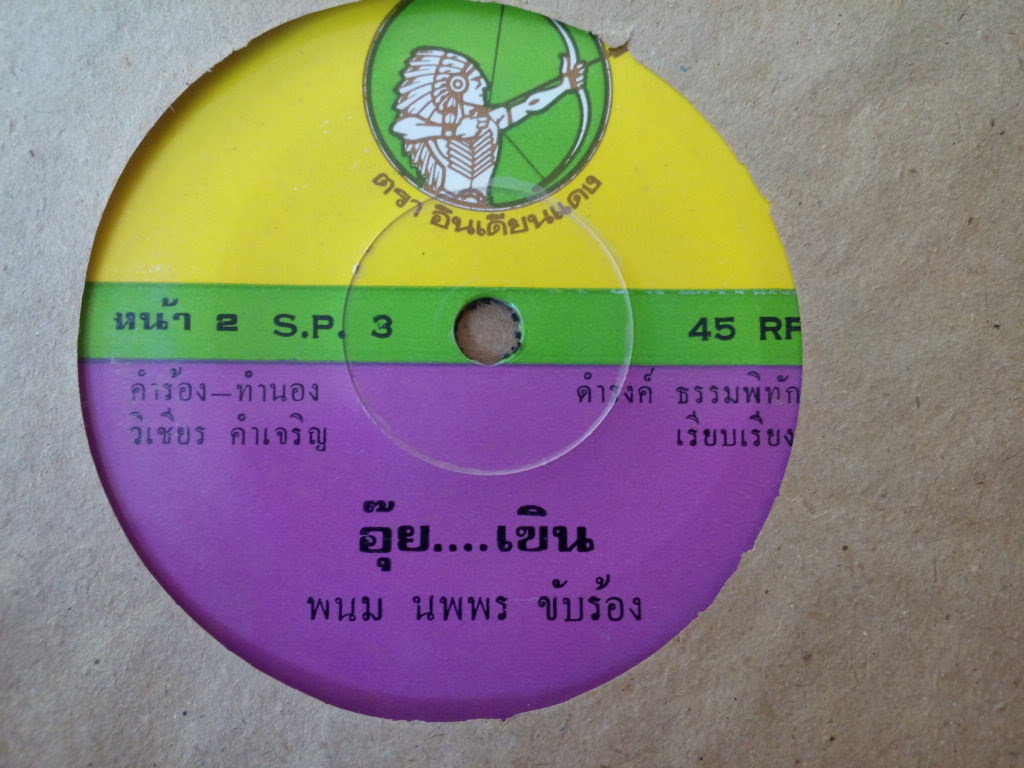 ตรา อินเดียนแดง
หน้า 2 S.P. 3 45 RP
คำร้อง-ทำนอง ดำรงค์ ธรรมพิทัก
วิเชียร คำเจริญ เรียบเรียง
อุ๊ย....เขิน
พนม นพพร ขับร้อง